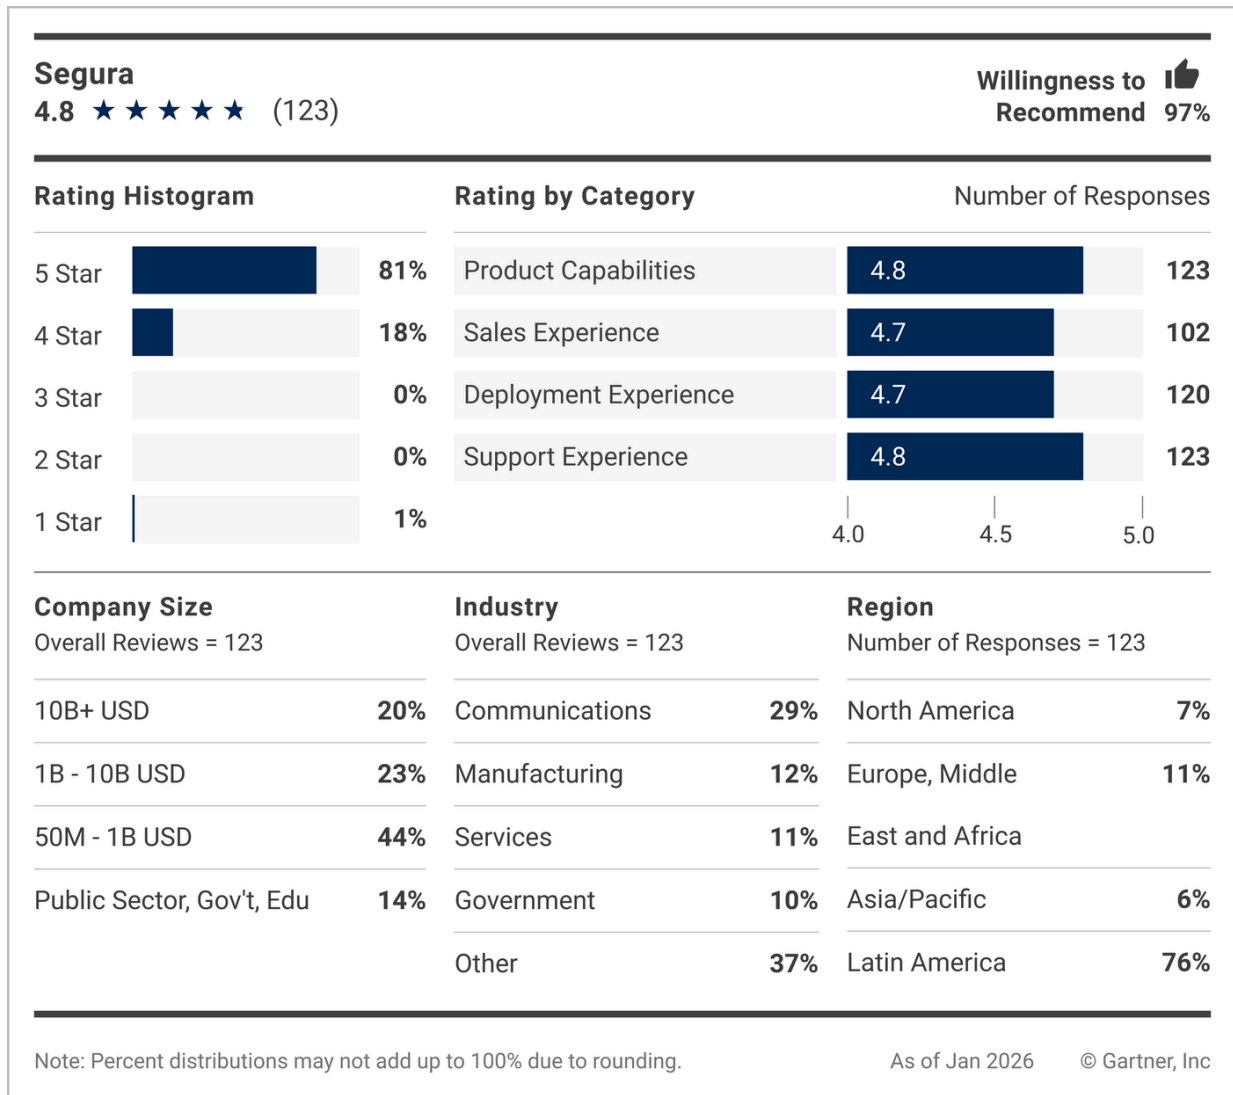 Segura
4.8 (123)
Willingness to
Recommend 97%
Rating Histogram
5 Star 81%
4 Star 18%
3 Star 0%
2 Star 0%
1 Star 1%
Rating by Category Number of Responses
Product Capabilities 4.8 123
Sales Experience 4.7 102
Deployment Experience 4.7 120
Support Experience 4.8 123
4.0 4.5 5.0
Company Size
Overall Reviews = 123
10B+ USD 20%
1B - 10B USD 23%
50M - 1B USD 44%
Public Sector, Gov't, Edu 14%
Industry
Overall Reviews = 123
Communications 29%
Manufacturing 12%
Services 11%
Government 10%
Other 37%
Region
Number of Responses = 123
North America 7%
Europe, Middle 11%
East and Africa
Asia/Pacific 6%
Latin America 76%
Note: Percent distributions may not add up to 100% due to rounding. As of Jan 2026 © Gartner, Inc